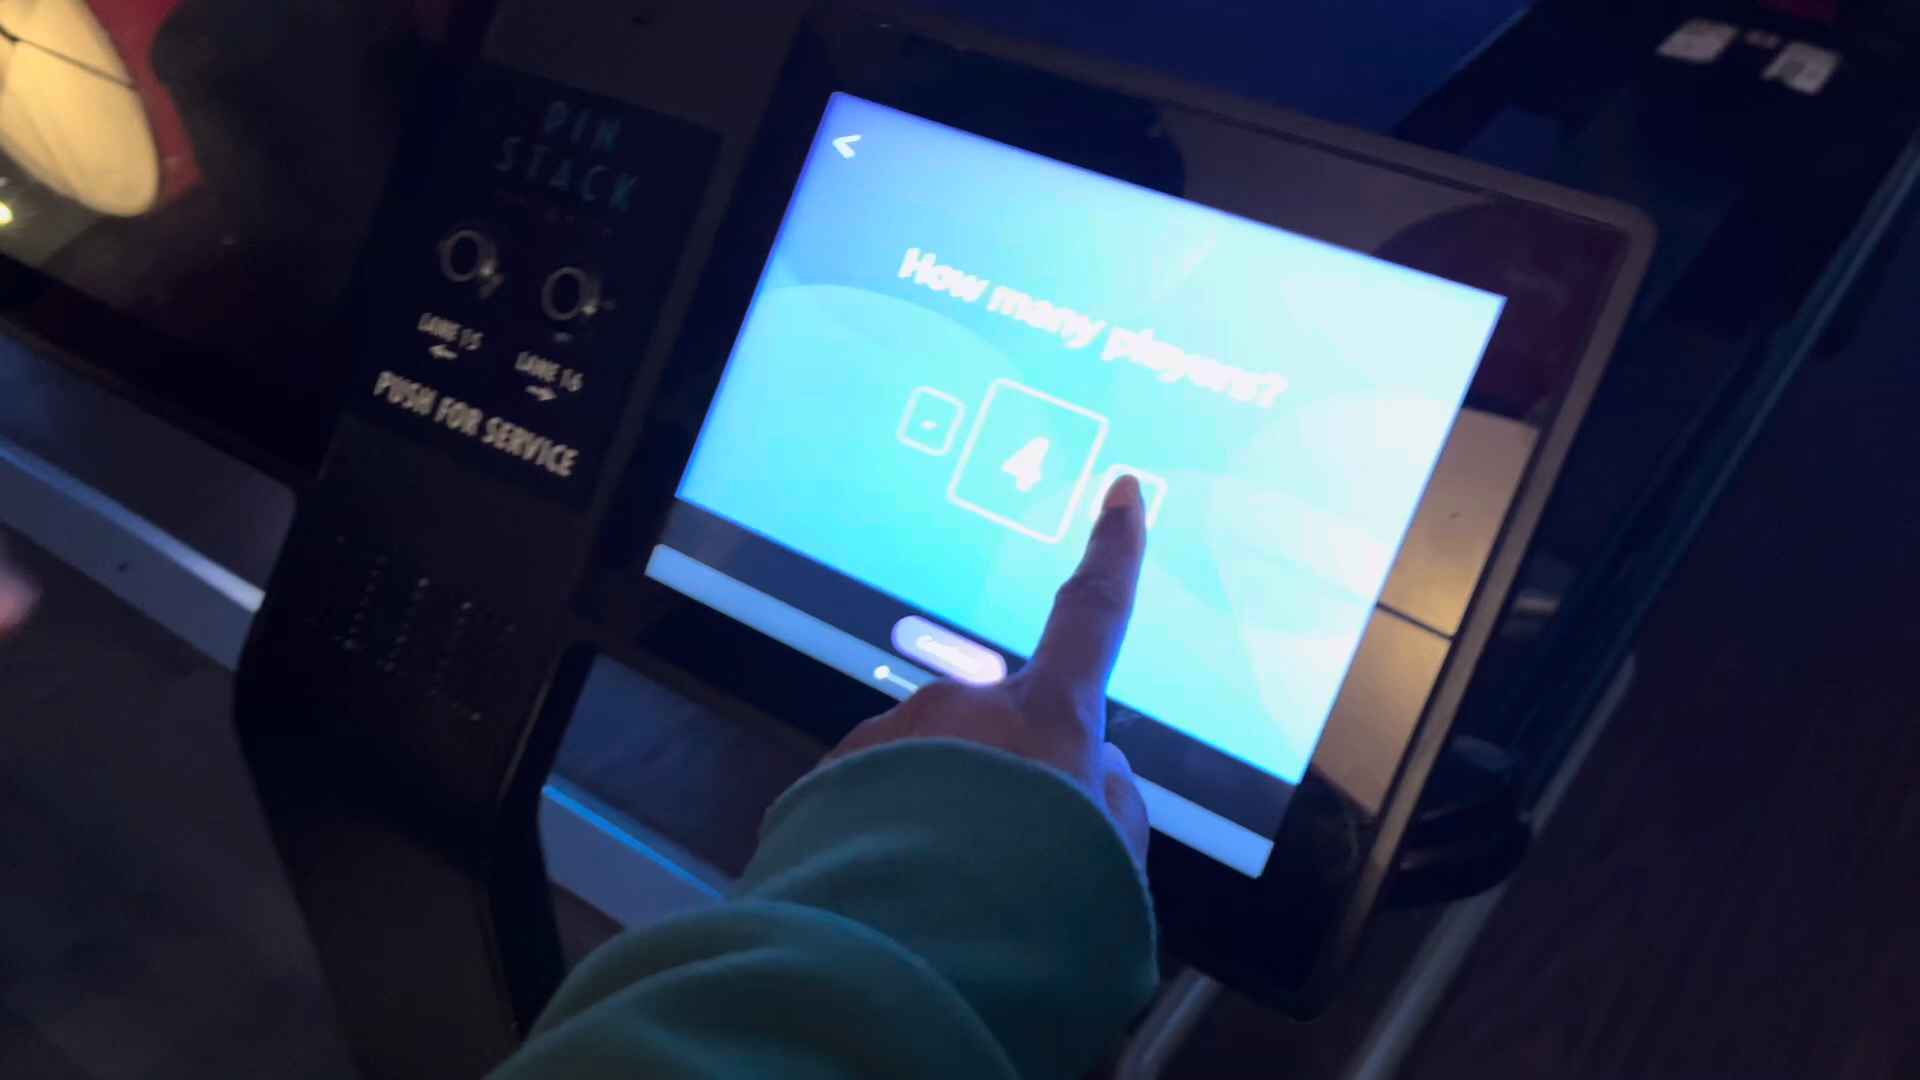 PIN
STACK
LANE 15
←
LANE 16
→
PUSH FOR SERVICE
<
How many players?
-
4